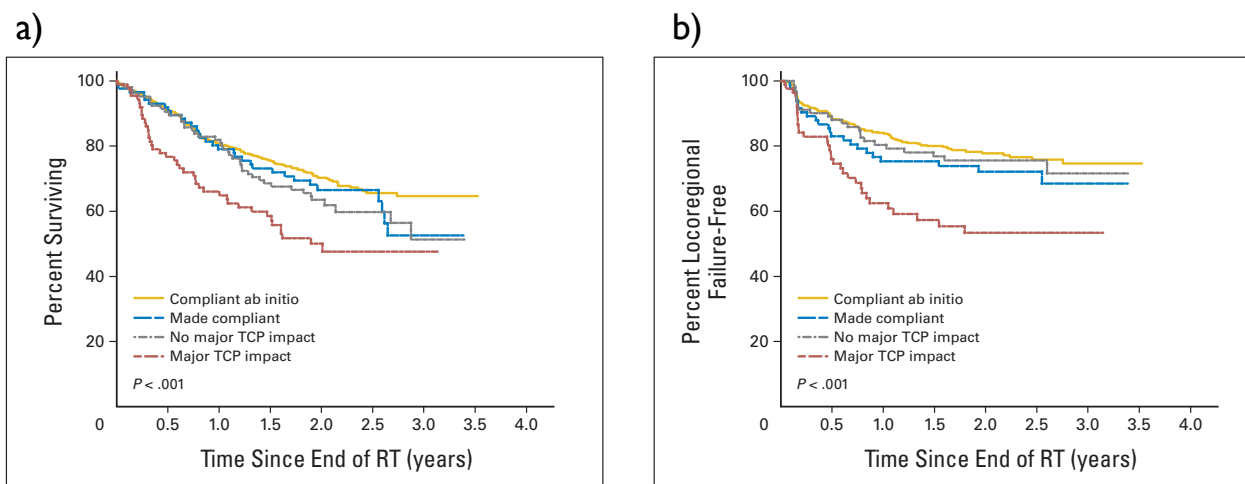 a)
Percent Surviving
100
80
60
40
20
0
0.5 1.0 1.5 2.0 2.5 3.0 3.5 4.0
Compliant ab initio
Made compliant
No major TCP impact
Major TCP impact
P < .001
Time Since End of RT (years)
b)
Percent Locoregional
Failure-Free
100
80
60
40
20
0
0.5 1.0 1.5 2.0 2.5 3.0 3.5 4.0
Compliant ab initio
Made compliant
No major TCP impact
Major TCP impact
P < .001
Time Since End of RT (years)